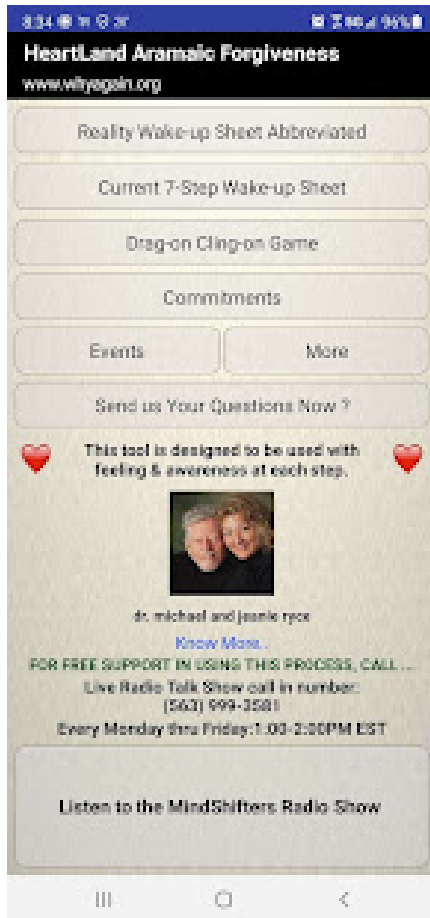 8:34
96%
HeartLand Aramaic Forgiveness
www.whyagain.org
Reality Wake-up Sheet Abbreviated
Current 7-Step Wake-up Sheet
Drag-on Cling-on Game
Commitments
Events More
Send us Your Questions Now ?
This tool is designed to be used with
feeling & awareness at each step.
dr. michael and jeanie ryce
Know More..
FOR FREE SUPPORT IN USING THIS PROCESS, CALL ...
Live Radio Talk Show call in number:
(563) 999-3581
Every Monday thru Friday:1:00-2:00PM EST
Listen to the MindShifters Radio Show